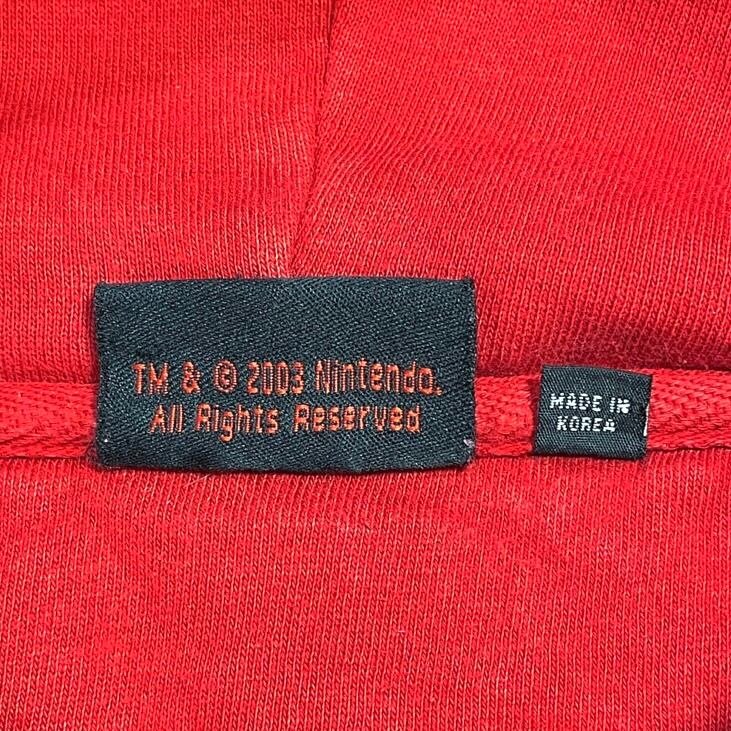 TM & © 2003 Nintendo.
All Rights Reserved
MADE IN
KOREA